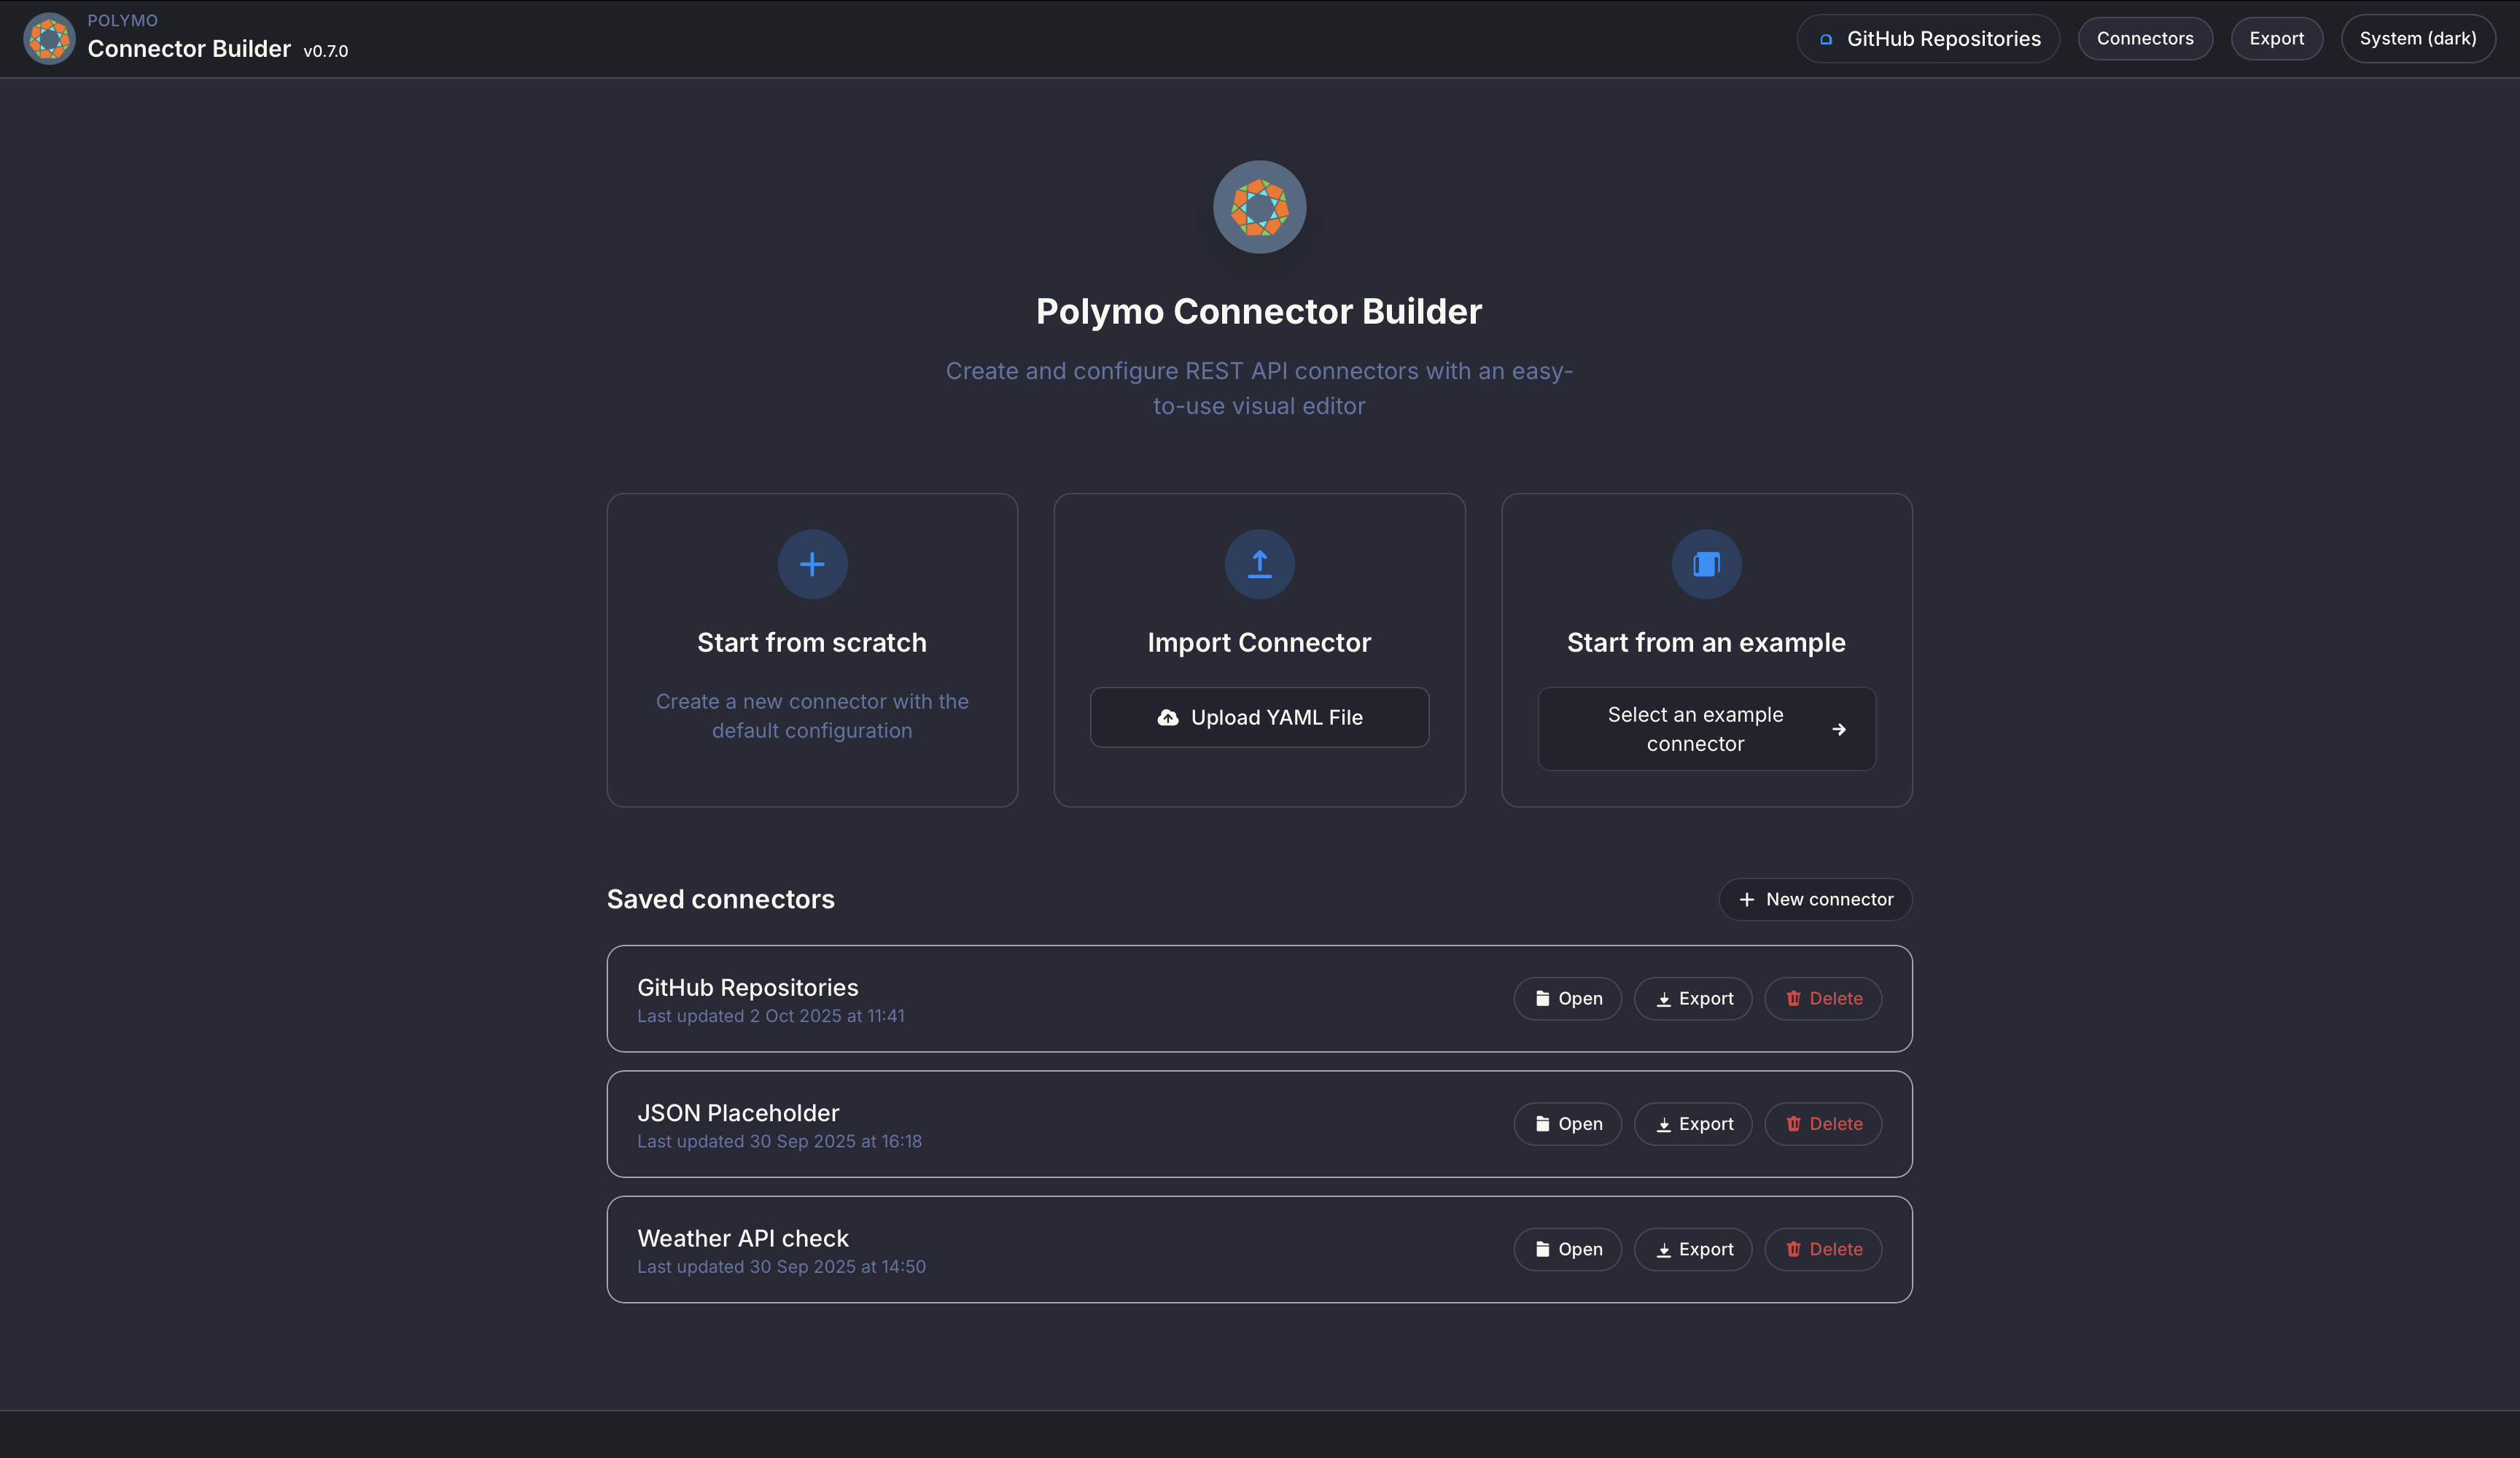 POLYMO
Connector Builder v0.7.0
GitHub Repositories
Connectors
Export
System (dark)
Polymo Connector Builder
Create and configure REST API connectors with an easy-
to-use visual editor
Start from scratch
Create a new connector with the
default configuration
Import Connector
Upload YAML File
Start from an example
Select an example
connector
Saved connectors
New connector
GitHub Repositories
Last updated 2 Oct 2025 at 11:41
Open
Export
Delete
JSON Placeholder
Last updated 30 Sep 2025 at 16:18
Open
Export
Delete
Weather API check
Last updated 30 Sep 2025 at 14:50
Open
Export
Delete